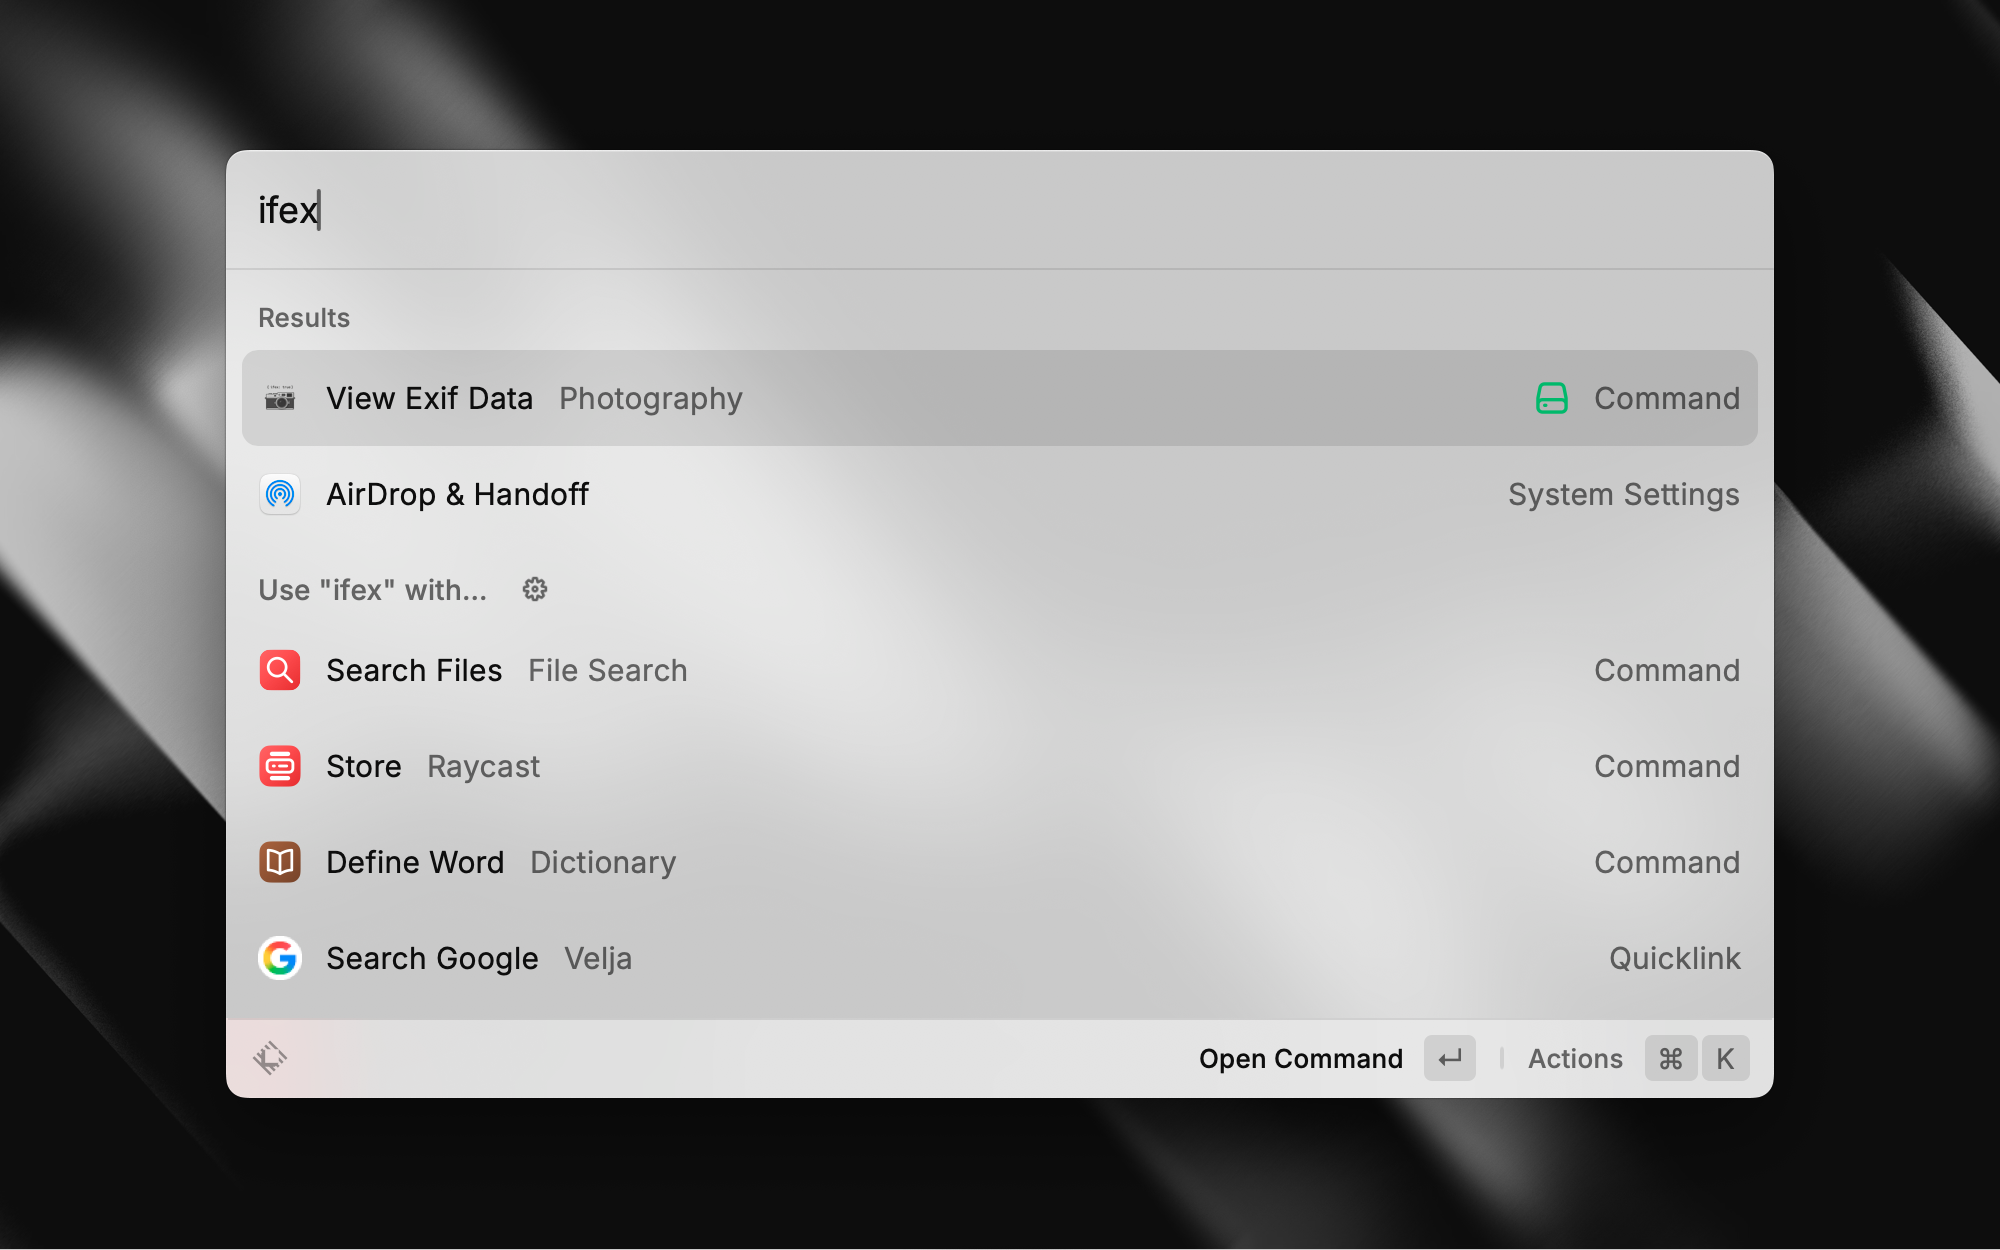 ifex
Results
View Exif Data Photography Command
AirDrop & Handoff System Settings
Use "ifex" with...
Search Files File Search Command
Store Raycast Command
Define Word Dictionary Command
Search Google Velja Quicklink
Open Command ↵ Actions ⌘ K